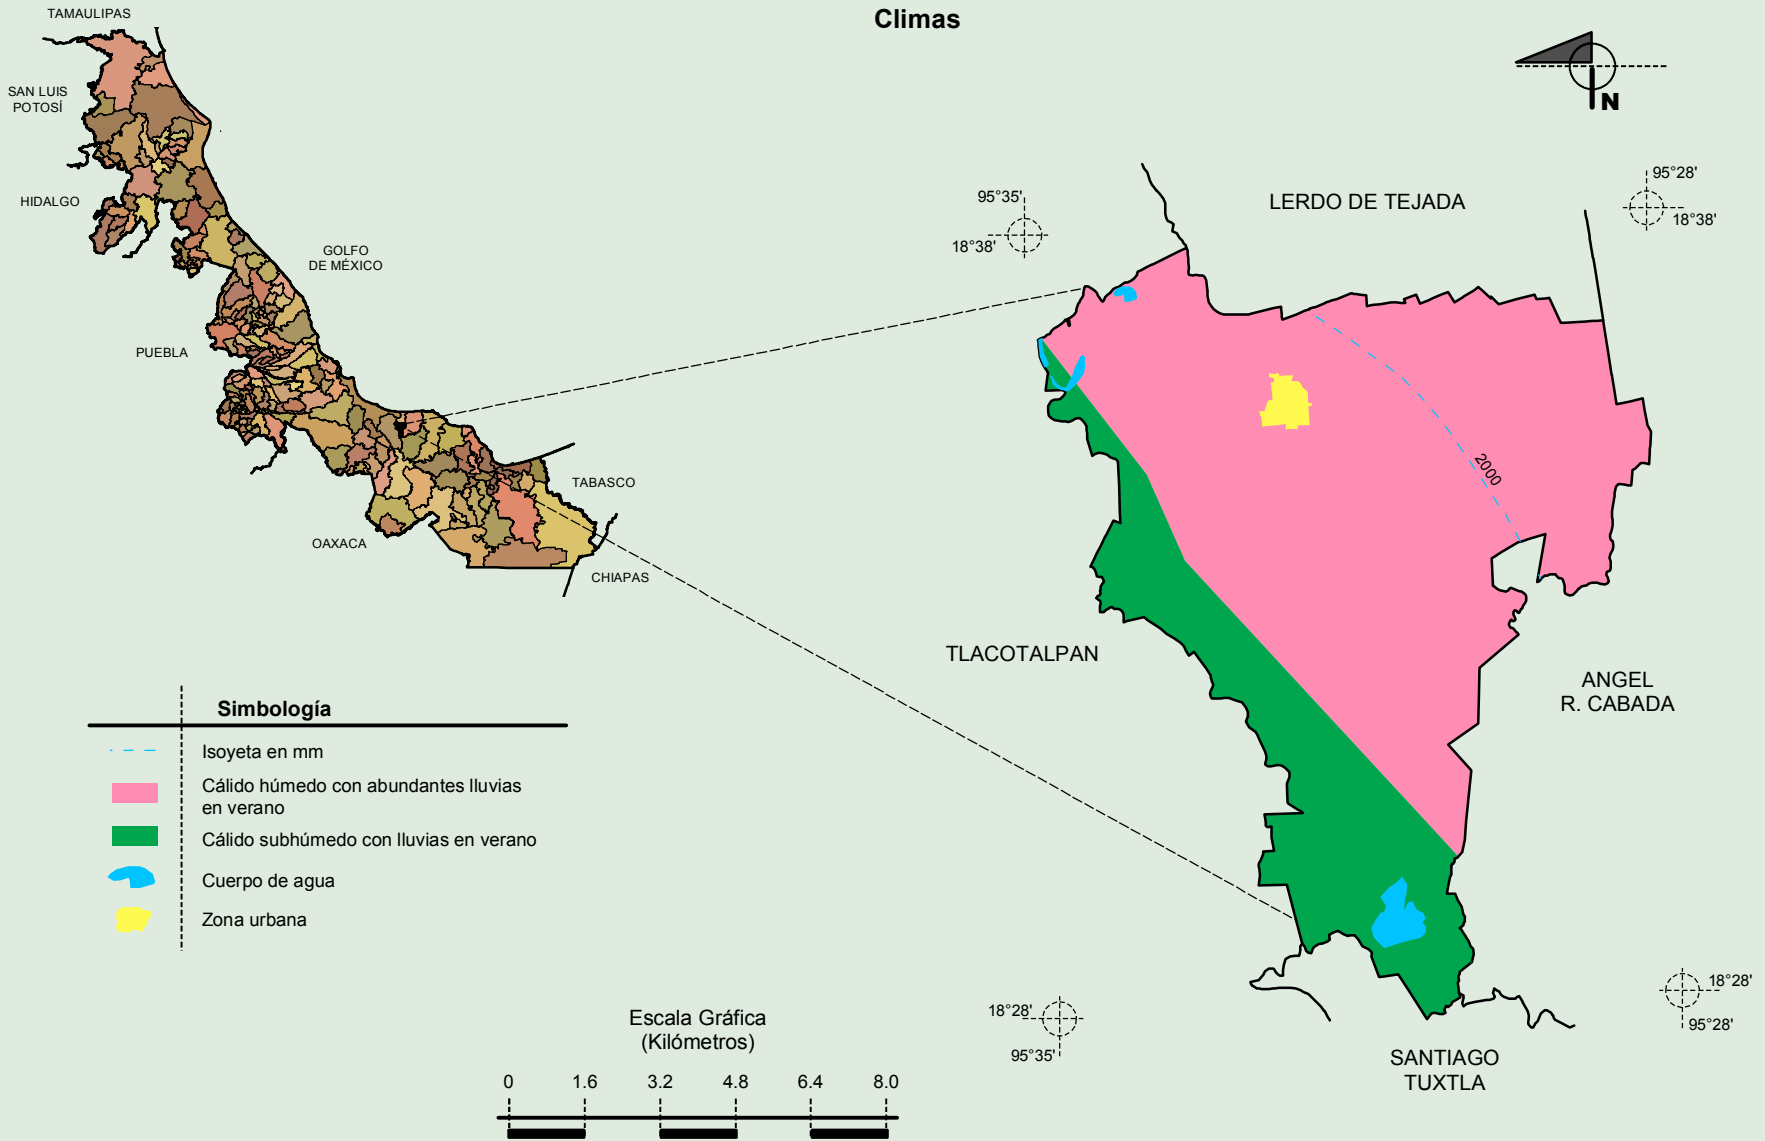 Climas
TAMAULIPAS
SAN LUIS
POTOSÍ
HIDALGO
GOLFO
DE MÉXICO
PUEBLA
TABASCO
OAXACA
CHIAPAS
N
95°35'
18°38'
LERDO DE TEJADA
95°28'
18°38'
2000
TLACOTALPAN
ANGEL
R. CABADA
Simbología
Isoyeta en mm
Cálido húmedo con abundantes lluvias
en verano
Cálido subhúmedo con lluvias en verano
Cuerpo de agua
Zona urbana
18°28'
95°35'
18°28'
95°28'
SANTIAGO
TUXTLA
Escala Gráfica
(Kilómetros)
0 1.6 3.2 4.8 6.4 8.0